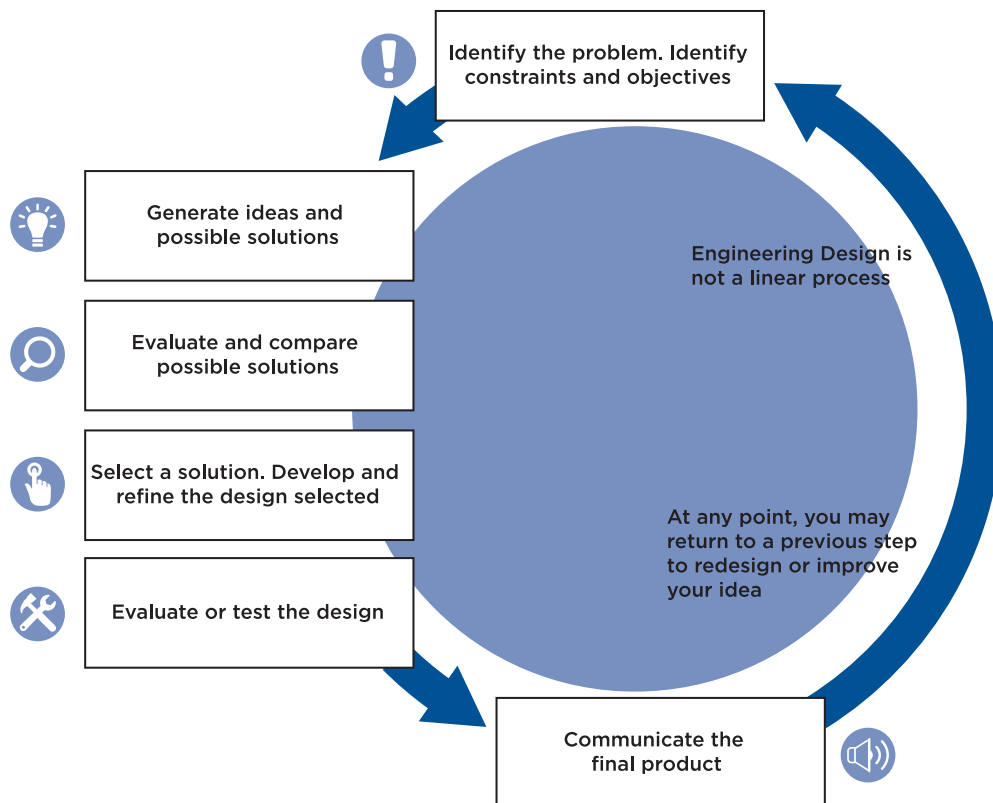 Identify the problem. Identify
constraints and objectives
Generate ideas and
possible solutions
Evaluate and compare
possible solutions
Select a solution. Develop and
refine the design selected
Evaluate or test the design
Communicate the
final product
Engineering Design is
not a linear process
At any point, you may
return to a previous step
to redesign or improve
your idea